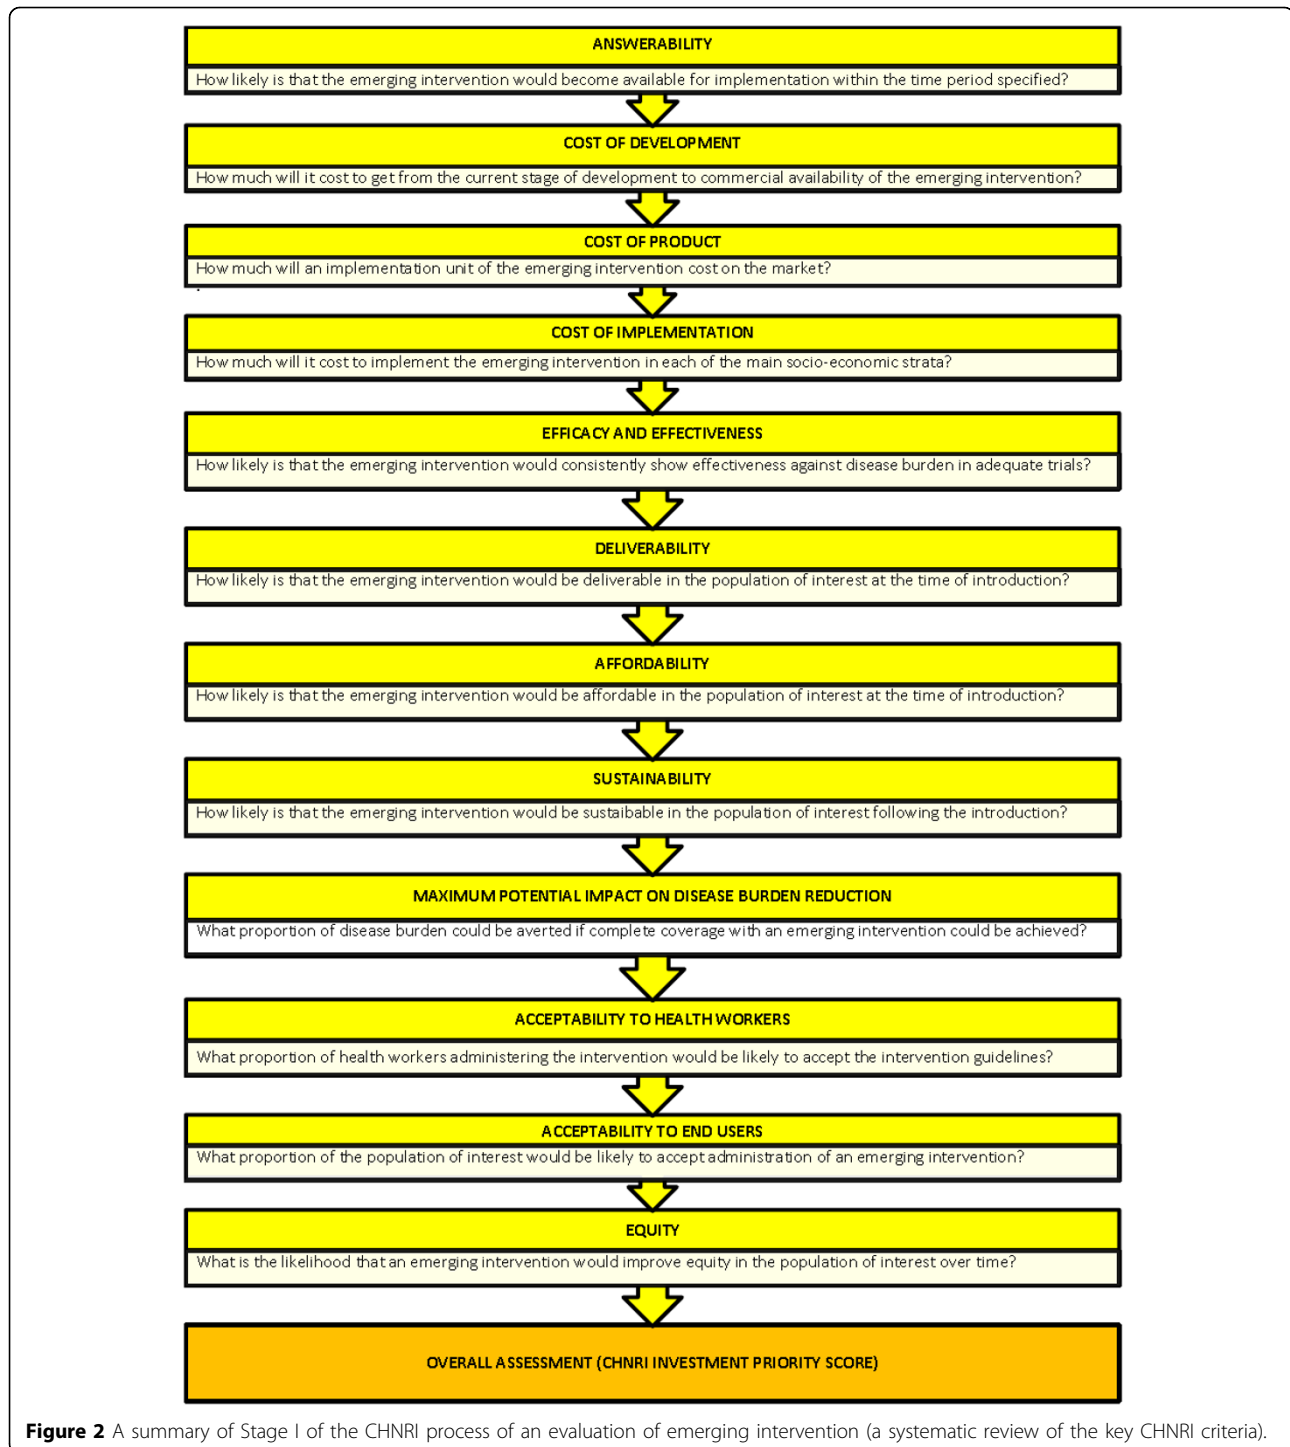 ANSWERABILITY
How likely is that the emerging intervention would become available for implementation within the time period specified?
COST OF DEVELOPMENT
How much will it cost to get from the current stage of development to commercial availability of the emerging intervention?
COST OF PRODUCT
How much will an implementation unit of the emerging intervention cost on the market?
.
COST OF IMPLEMENTATION
How much will it cost to implement the emerging intervention in each of the main socio-economic strata?
EFFICACY AND EFFECTIVENESS
How likely is that the emerging intervention would consistently show effectiveness against disease burden in adequate trials?
DELIVERABILITY
How likely is that the emerging intervention would be deliverable in the population of interest at the time of introduction?
AFFORDABILITY
How likely is that the emerging intervention would be affordable in the population of interest at the time of introduction?
SUSTAINABILITY
How likely is that the emerging intervention would be sustaibable in the population of interest following the introduction?
MAXIMUM POTENTIAL IMPACT ON DISEASE BURDEN REDUCTION
What proportion of disease burden could be averted if complete coverage with an emerging intervention could be achieved?
ACCEPTABILITY TO HEALTH WORKERS
What proportion of health workers administering the intervention would be likely to accept the intervention guidelines?
ACCEPTABILITY TO END USERS
What proportion of the population of interest would be likely to accept administration of an emerging intervention?
EQUITY
What is the likelihood that an emerging intervention would improve equity in the population of interest over time?
OVERALL ASSESSMENT (CHNRI INVESTMENT PRIORITY SCORE)
Figure 2 A summary of Stage I of the CHNRI process of an evaluation of emerging intervention (a systematic review of the key CHNRI criteria).